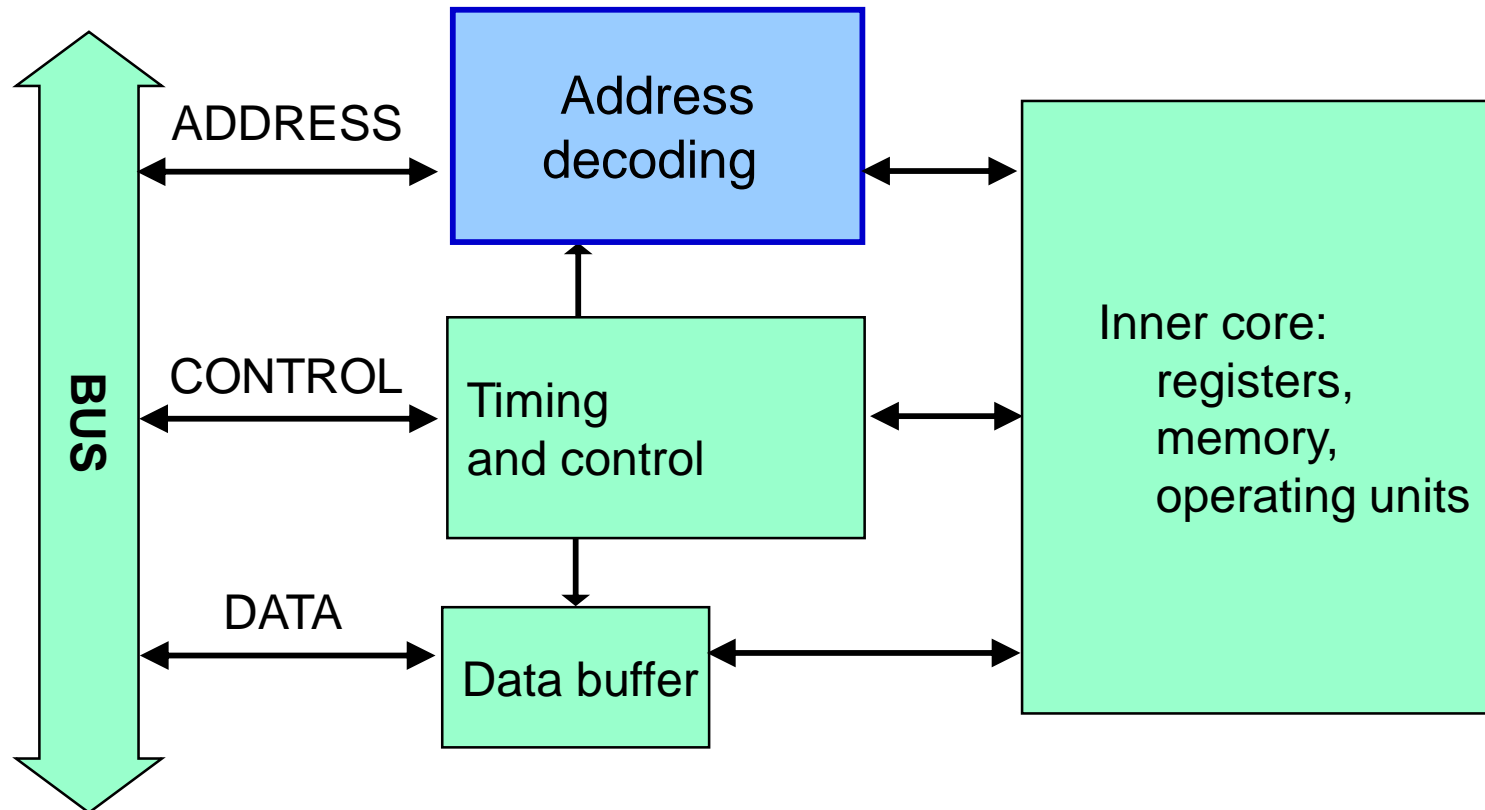 BUS
ADDRESS
Address
decoding
CONTROL
Timing
and control
DATA
Data buffer
Inner core:
registers,
memory,
operating units